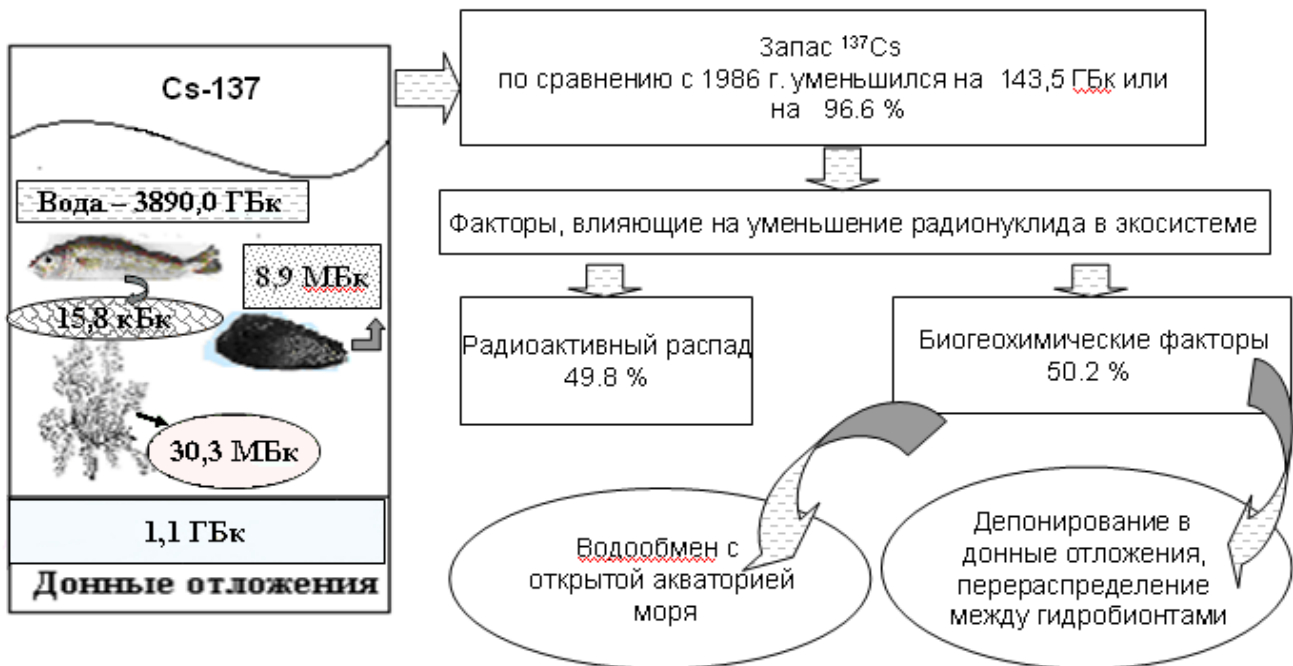 Cs-137
Вода – 3890,0 ГБк
8,9 МБк
15,8 кБк
30,3 МБк
1,1 ГБк
Донные отложения
Запас ¹³⁷Cs
по сравнению с 1986 г. уменьшился на 143,5 ГБк или
на 96.6 %
Факторы, влияющие на уменьшение радионуклида в экосистеме
Радиоактивный распад
49.8 %
Биогеохимические факторы
50.2 %
Водообмен с
открытой акваторией
моря
Депонирование в
донные отложения,
перераспределение
между гидробионтами